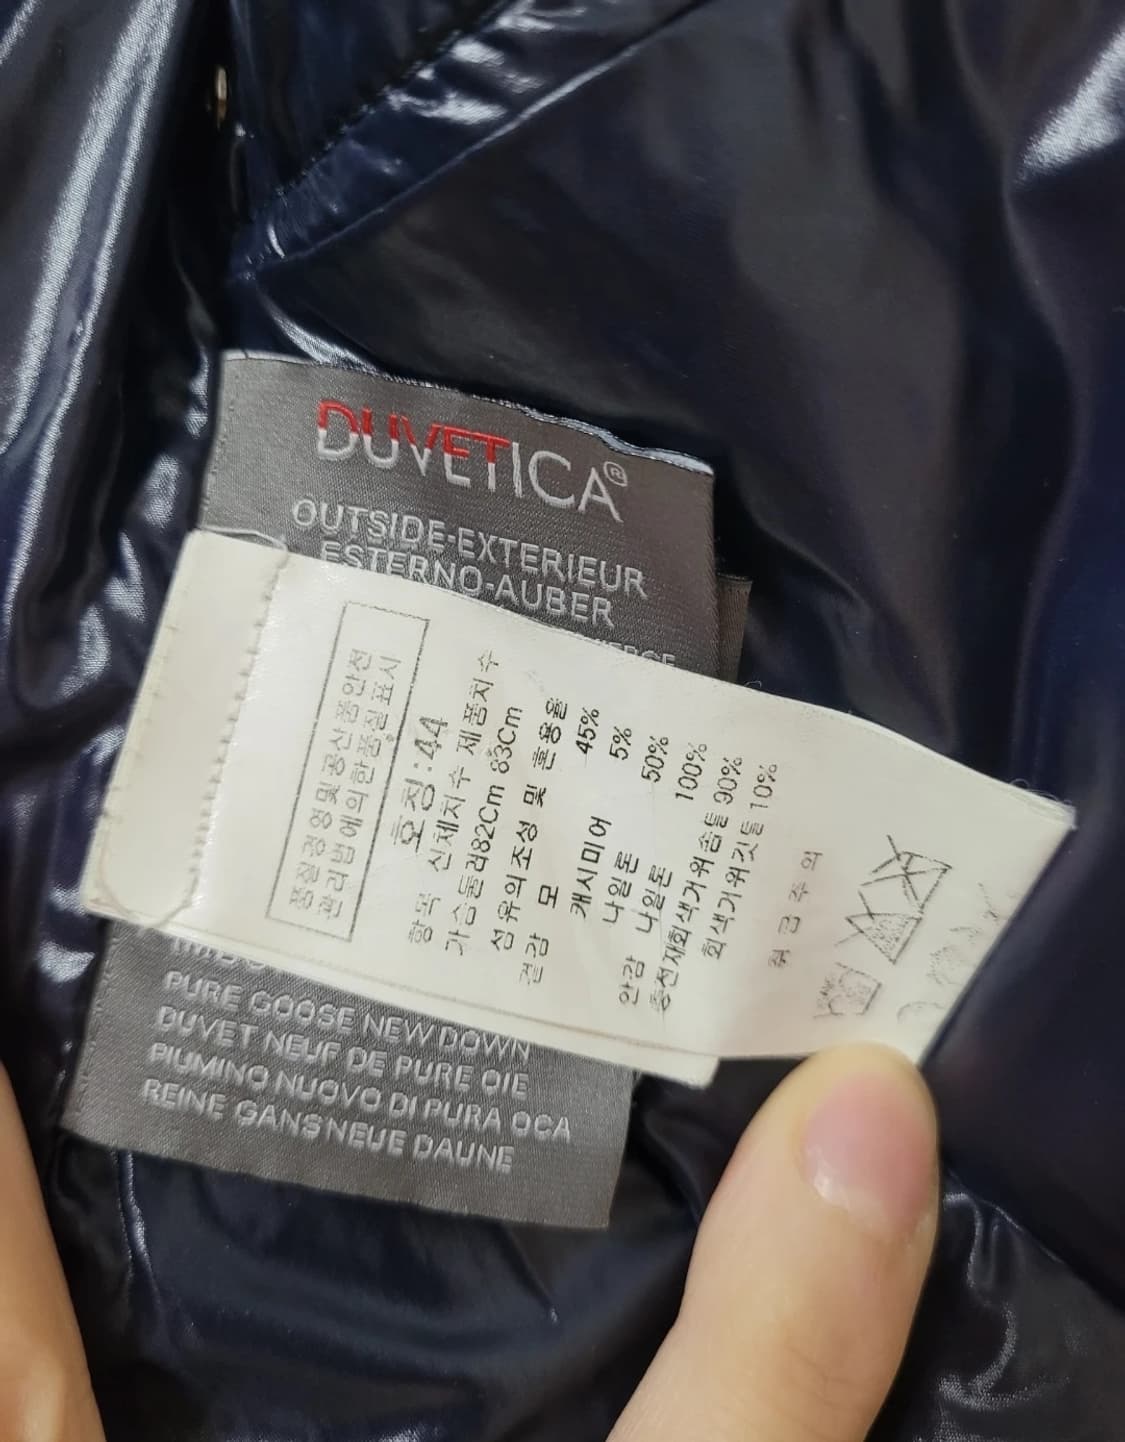 DUVETICA®
OUTSIDE-EXTERIEUR
ESTERNO-AUBER
품질경영및공산품안전
관리법에의한품질표시
호칭:44
항목 신체치수 제품치수
가슴둘레82Cm 83Cm
섬유의조성 및 혼용율
겉감 모 45%
캐시미어 5%
나일론 50%
안감 나일론 100%
충전재회색거위솜털 90%
회색거위깃털 10%
취급주의
PURE GOOSE NEW DOWN
DUVET NEUF DE PURE OIE
PIUMINO NUOVO DI PURA OCA
REINE GANS NEUE DAUNE